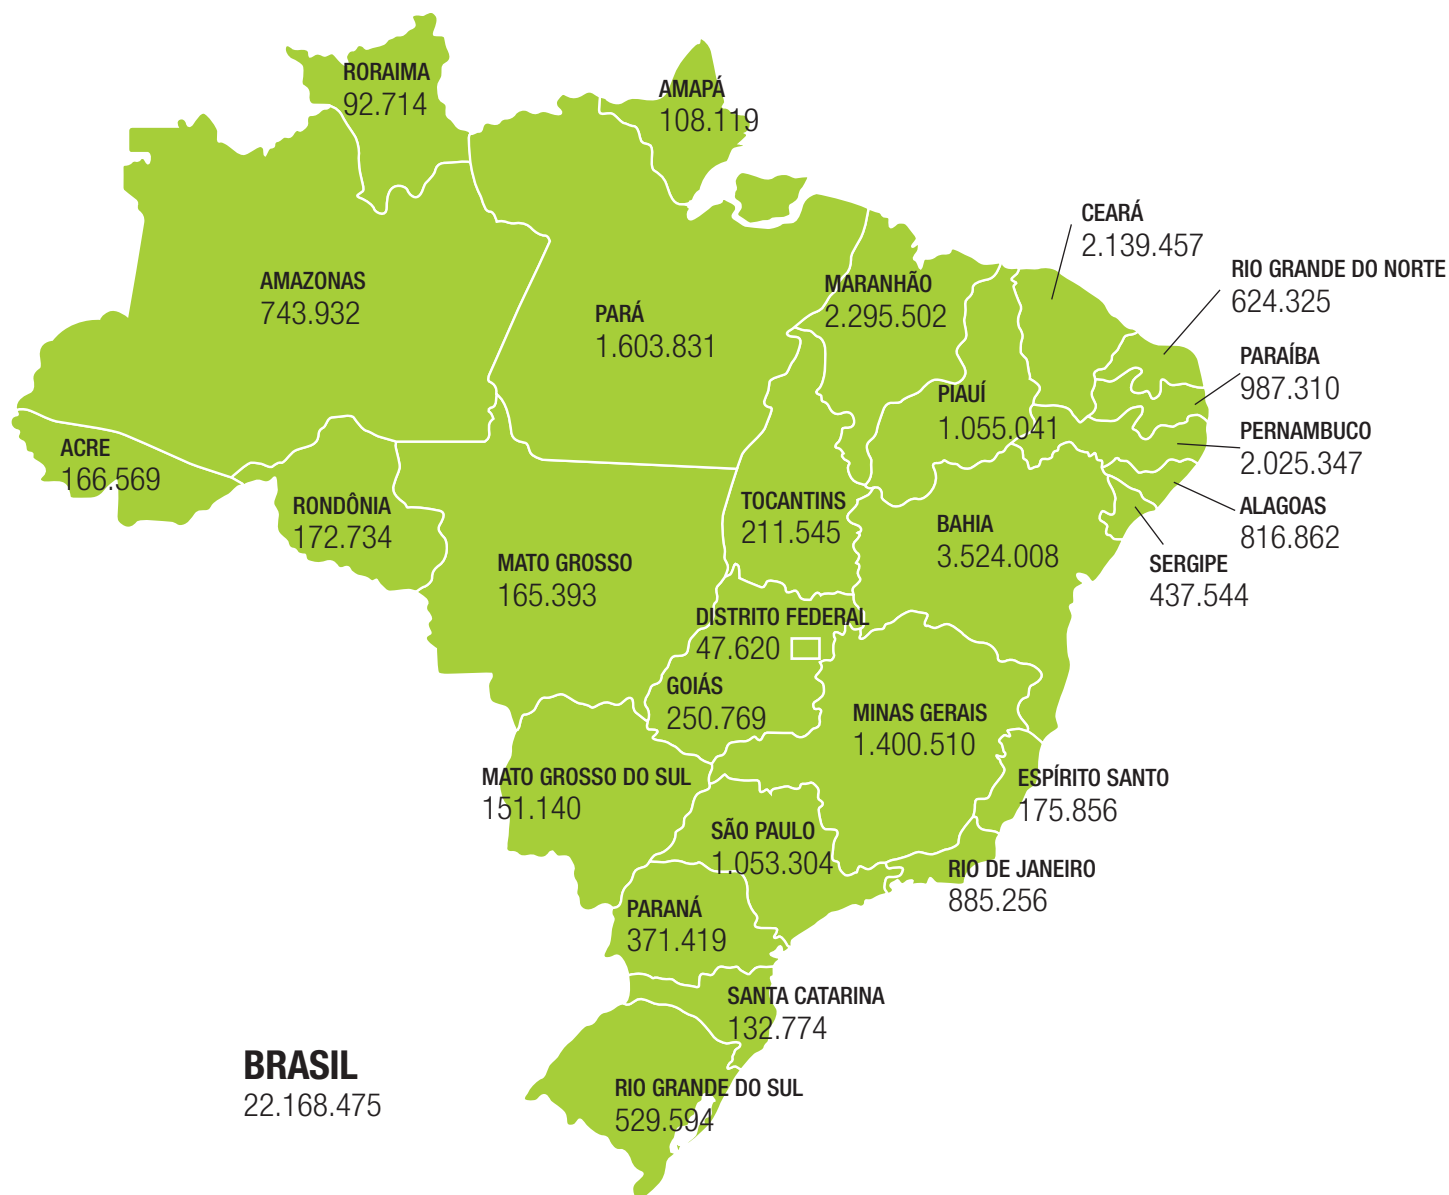 RORAIMA
92.714
AMAPÁ
108.119
CEARÁ
2.139.457
RIO GRANDE DO NORTE
624.325
AMAZONAS
743.932
MARANHÃO
2.295.502
PARÁ
1.603.831
PARAÍBA
987.310
PIAUÍ
1.055.041
PERNAMBUCO
2.025.347
ACRE
166.569
RONDÔNIA
172.734
TOCANTINS
211.545
BAHIA
3.524.008
ALAGOAS
816.862
SERGIPE
437.544
MATO GROSSO
165.393
DISTRITO FEDERAL
47.620
GOIÁS
250.769
MINAS GERAIS
1.400.510
MATO GROSSO DO SUL
151.140
ESPÍRITO SANTO
175.856
SÃO PAULO
1.053.304
RIO DE JANEIRO
885.256
PARANÁ
371.419
SANTA CATARINA
132.774
BRASIL
22.168.475
RIO GRANDE DO SUL
529.594